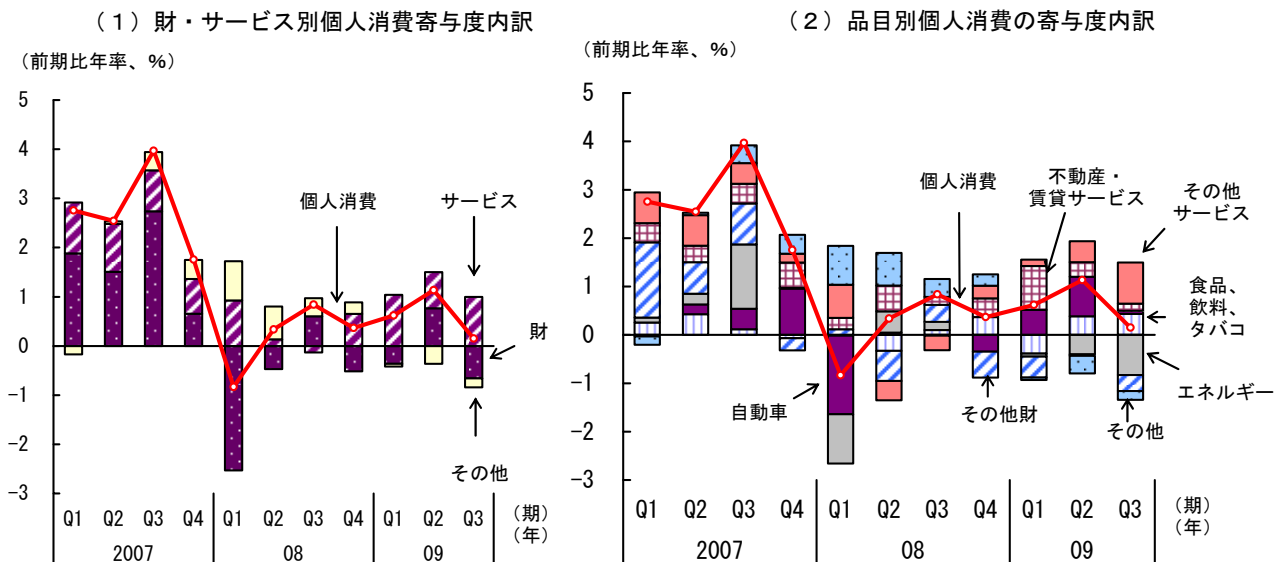 （１）財・サービス別個人消費寄与度内訳
（前期比年率、%）
5
4
3
2
1
0
-1
-2
-3
個人消費
サービス
財
その他
Q1 Q2 Q3 Q4 Q1 Q2 Q3 Q4 Q1 Q2 Q3 （期）
（年）
2007 08 09
（２）品目別個人消費の寄与度内訳
（前期比年率、%）
5
4
3
2
1
0
-1
-2
-3
個人消費
不動産・
賃貸サービス
その他
サービス
食品、
飲料、
タバコ
エネルギー
自動車
その他財
その他
Q1 Q2 Q3 Q4 Q1 Q2 Q3 Q4 Q1 Q2 Q3 （期）
（年）
2007 08 09